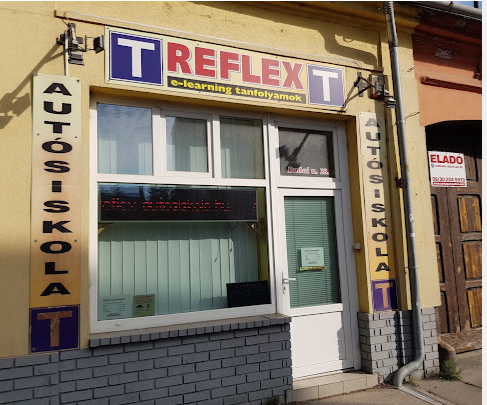 T REFLEX T
e-learning tanfolyamok
AUTÓSISKOLA
T
AUTÓSISKOLA
T
ELADÓ